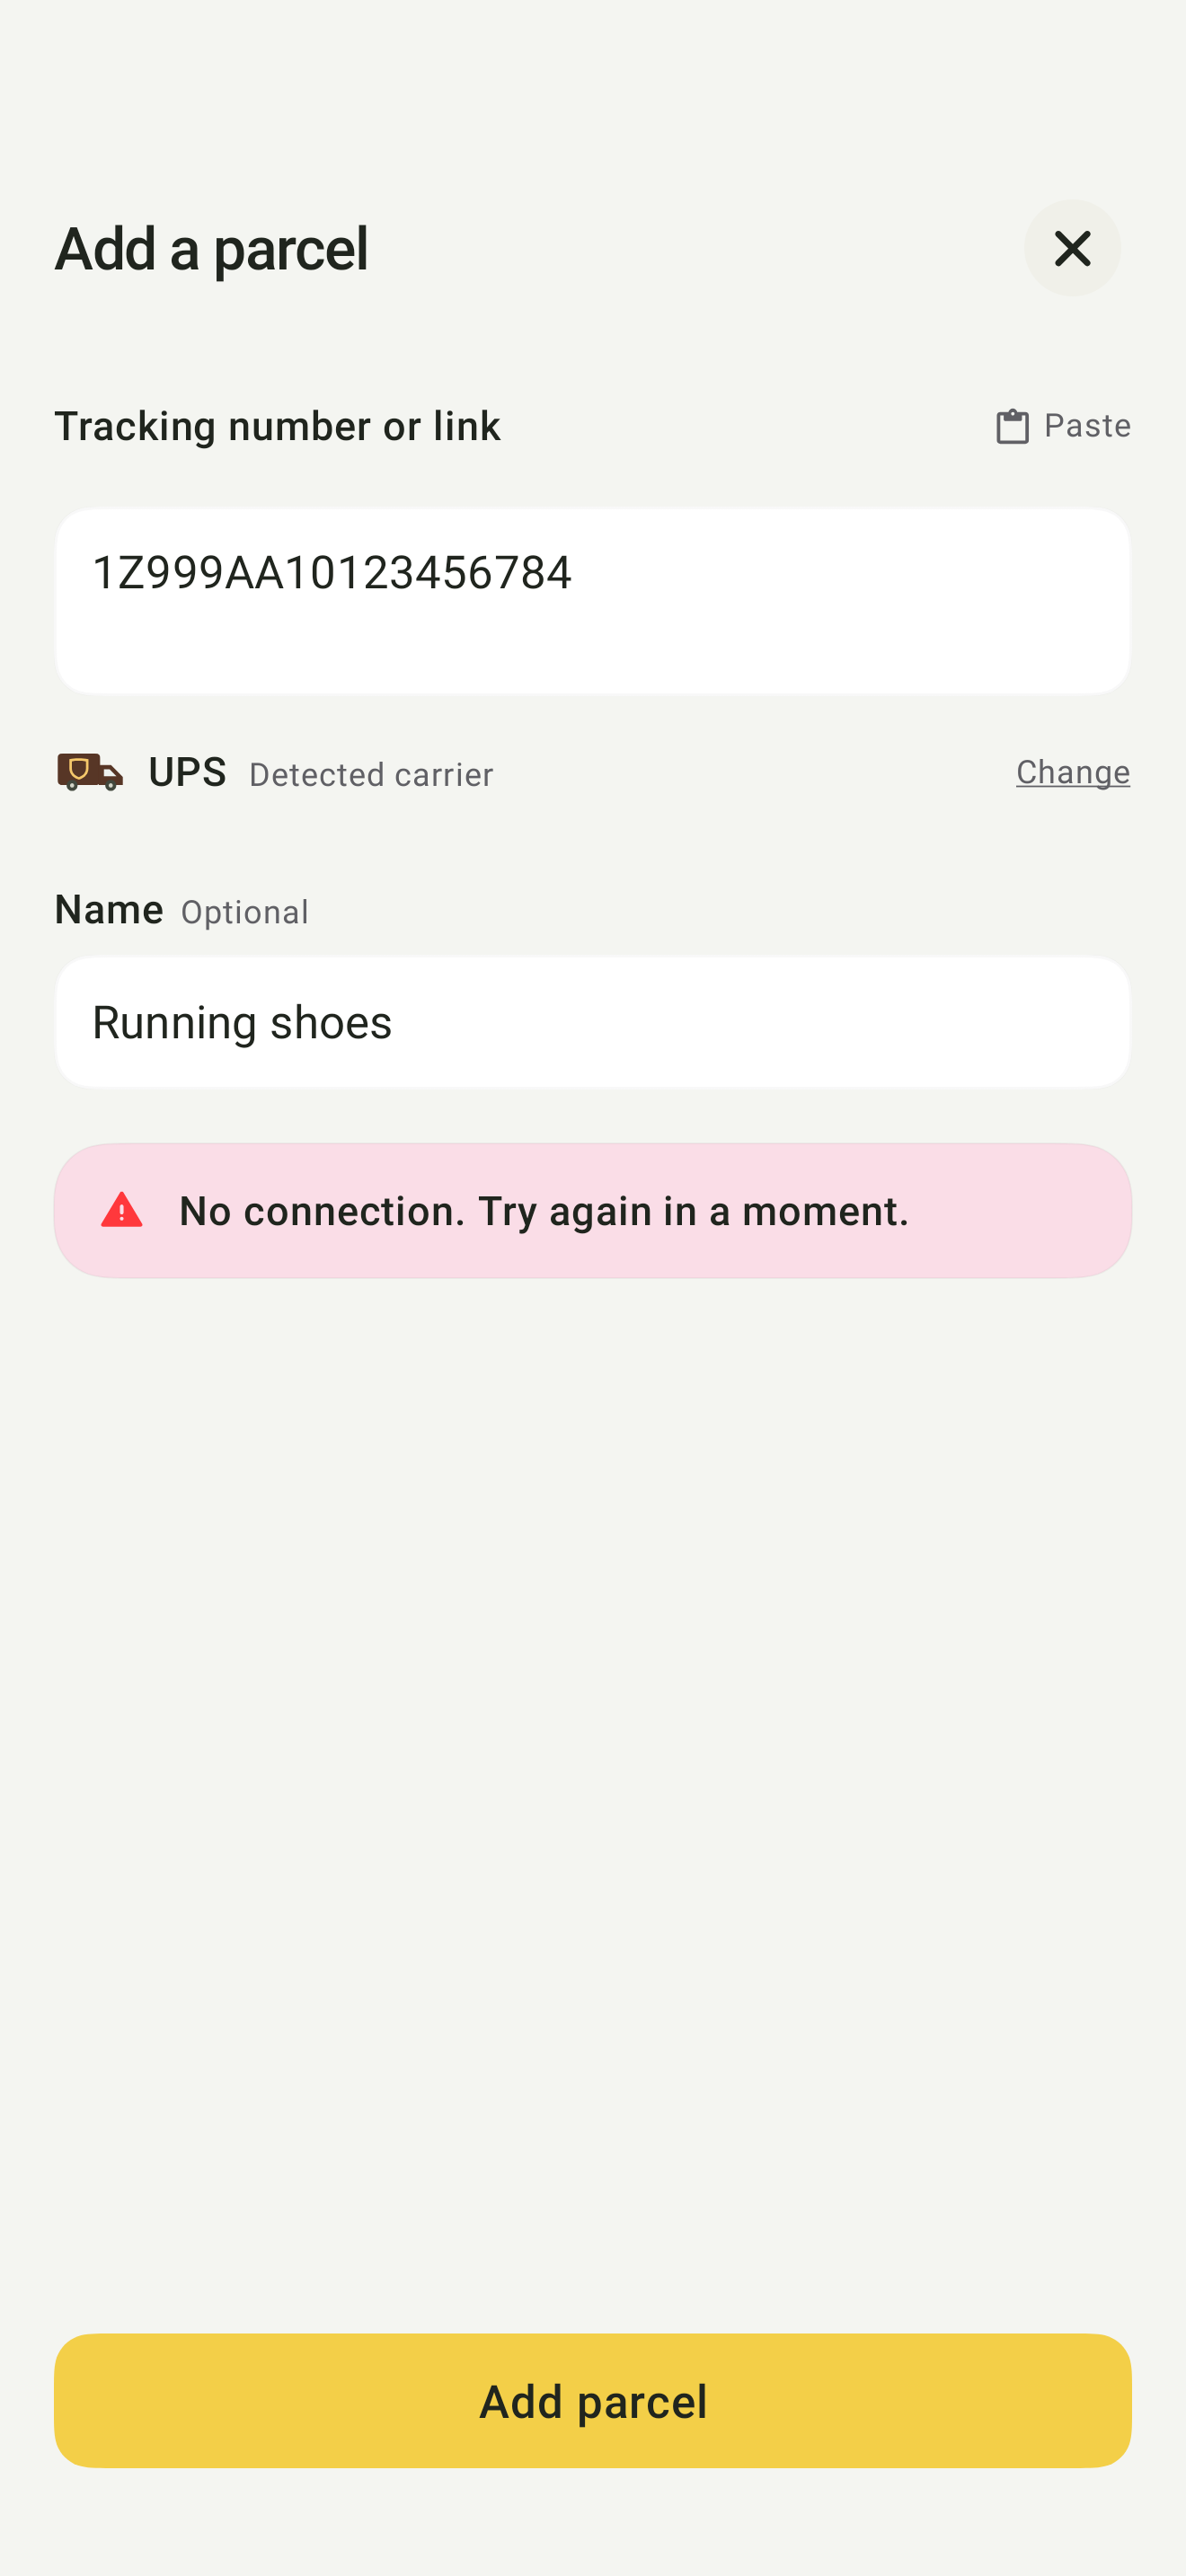 Add a parcel
Tracking number or link
Paste
1Z999AA10123456784
UPS Detected carrier
Change
Name Optional
Running shoes
No connection. Try again in a moment.
Add parcel